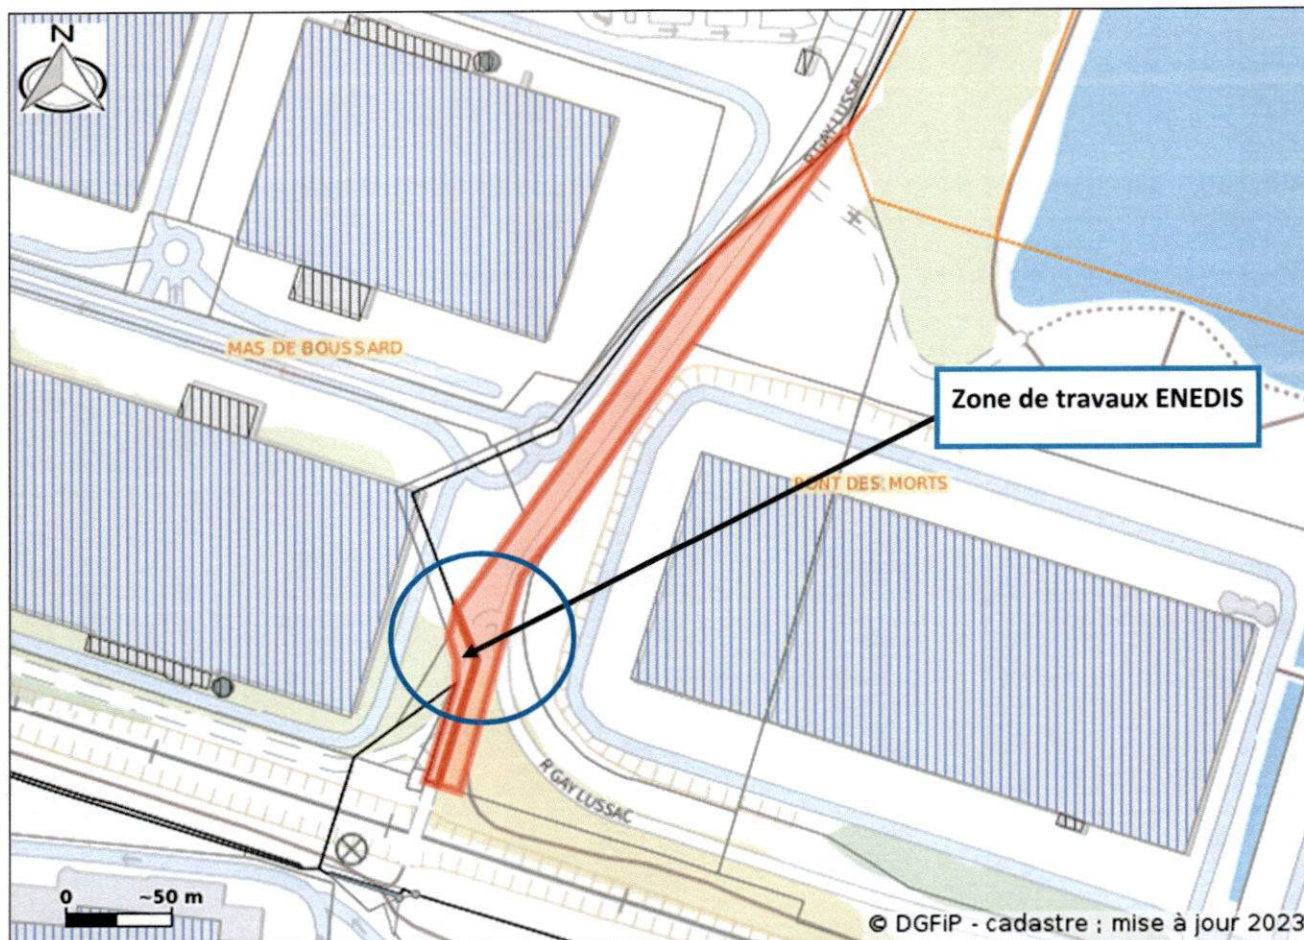 N
R GAY LUSSAC
MAS DE BOUSSARD
Zone de travaux ENEDIS
PONT DES MORTS
R GAY LUSSAC
0 ~50 m
© DGFiP - cadastre ; mise à jour 2023